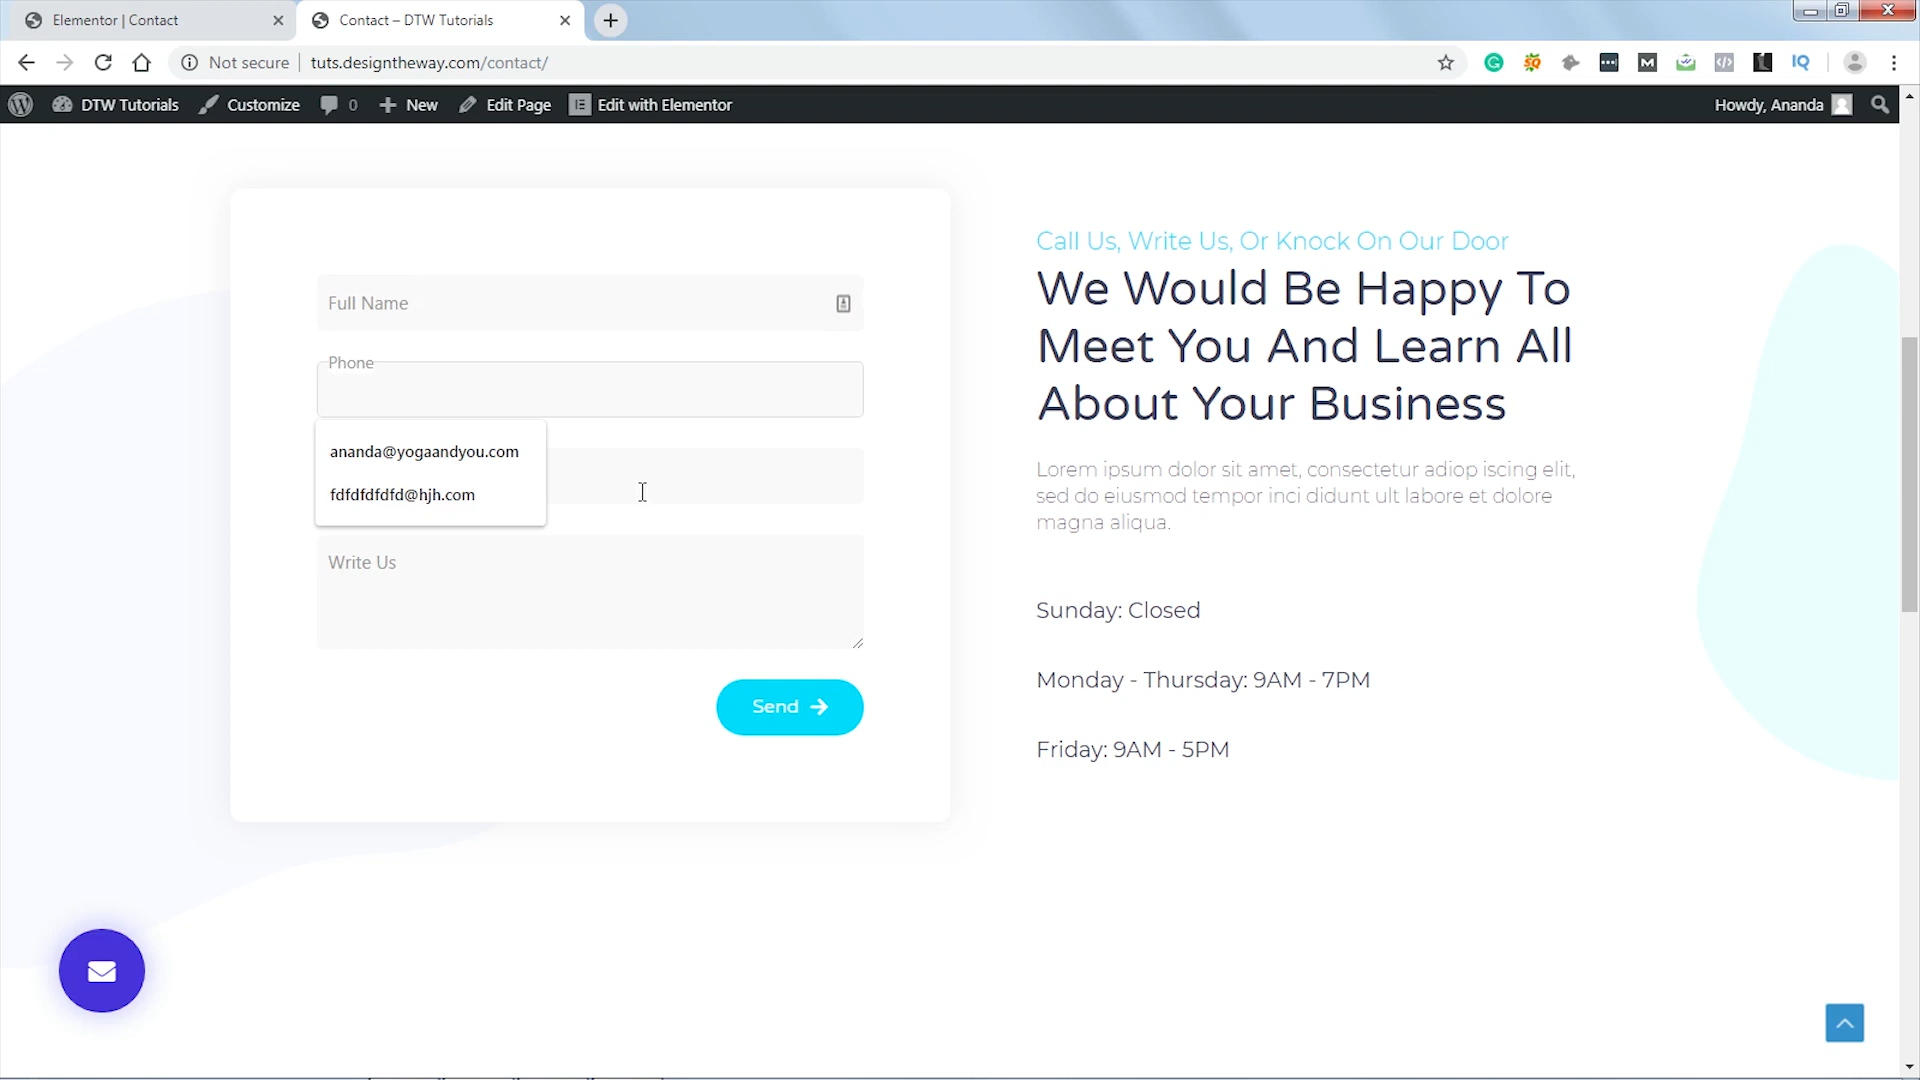 Elementor | Contact
Contact – DTW Tutorials
Not secure
tuts.designtheway.com/contact/
IQ
DTW Tutorials
Customize
0
New
Edit Page
Edit with Elementor
Howdy, Ananda
Full Name
Phone
ananda@yogaandyou.com
fdfdfdfdfd@hjh.com
Write Us
Send
Call Us, Write Us, Or Knock On Our Door
We Would Be Happy To
Meet You And Learn All
About Your Business
Lorem ipsum dolor sit amet, consectetur adiop iscing elit,
sed do eiusmod tempor inci didunt ult labore et dolore
magna aliqua.
Sunday: Closed
Monday - Thursday: 9AM - 7PM
Friday: 9AM - 5PM